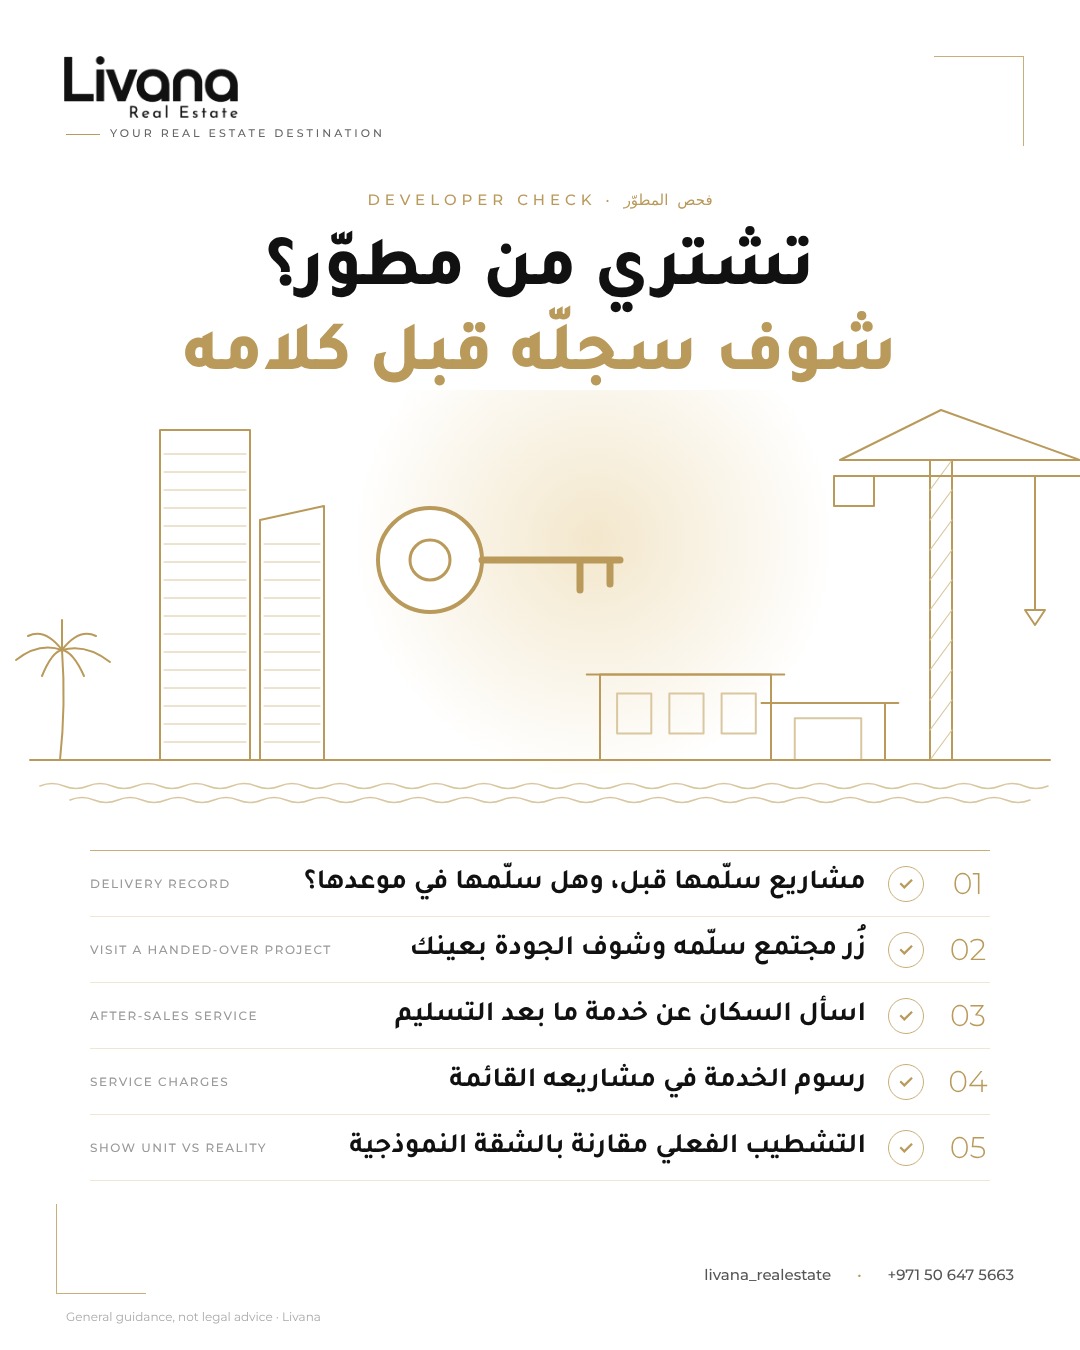 Livana
Real Estate
YOUR REAL ESTATE DESTINATION
DEVELOPER CHECK · فحص المطوّر
تشتري من مطوّر؟
شوف سجلّه قبل كلامه
01 مشاريع سلّمها قبل، وهل سلّمها في موعدها؟ DELIVERY RECORD
02 زُر مجتمع سلّمه وشوف الجودة بعينك VISIT A HANDED-OVER PROJECT
03 اسأل السكان عن خدمة ما بعد التسليم AFTER-SALES SERVICE
04 رسوم الخدمة في مشاريعه القائمة SERVICE CHARGES
05 التشطيب الفعلي مقارنة بالشقة النموذجية SHOW UNIT VS REALITY
livana_realestate · +971 50 647 5663
General guidance, not legal advice · Livana